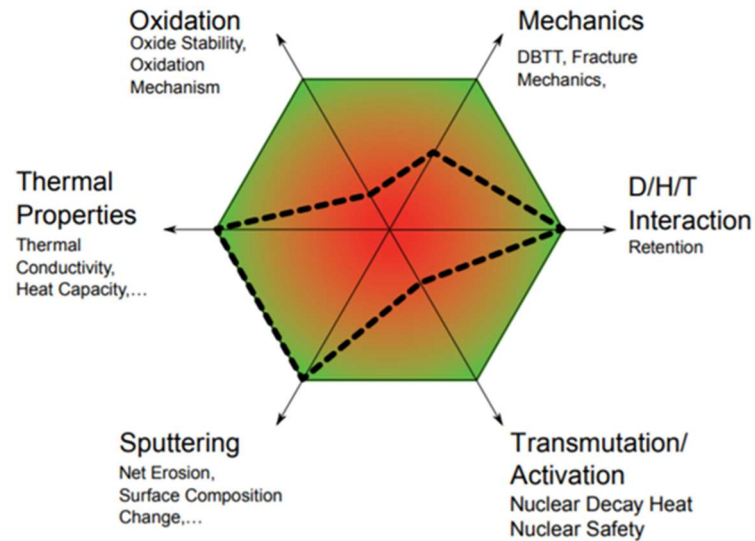 Oxidation
Oxide Stability,
Oxidation
Mechanism
Mechanics
DBTT, Fracture
Mechanics,
Thermal
Properties
Thermal
Conductivity,
Heat Capacity,...
D/H/T
Interaction
Retention
Sputtering
Net Erosion,
Surface Composition
Change,...
Transmutation/
Activation
Nuclear Decay Heat
Nuclear Safety